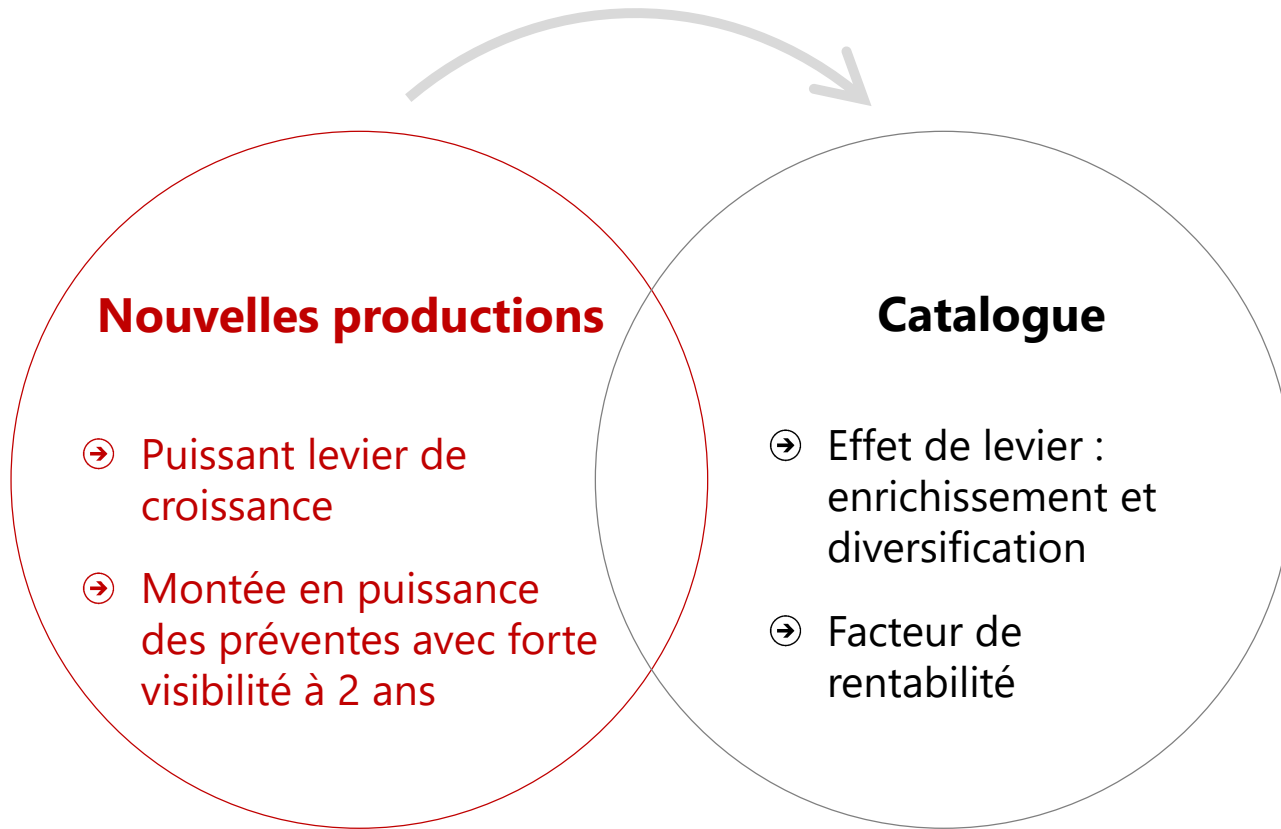 Nouvelles productions
Puissant levier de
croissance
Montée en puissance
des préventes avec forte
visibilité à 2 ans
Catalogue
Effet de levier :
enrichissement et
diversification
Facteur de
rentabilité